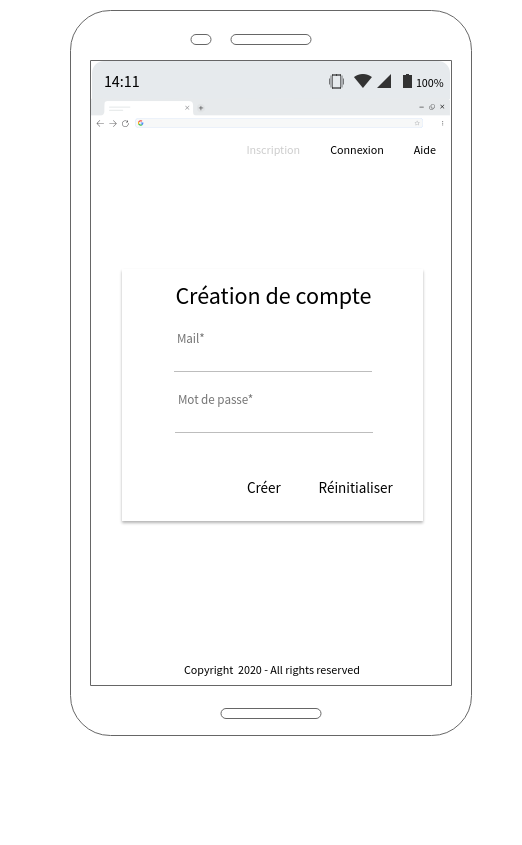 14:11 100%
Inscription Connexion Aide
Création de compte
Mail*
Mot de passe*
Créer Réinitialiser
Copyright 2020 - All rights reserved